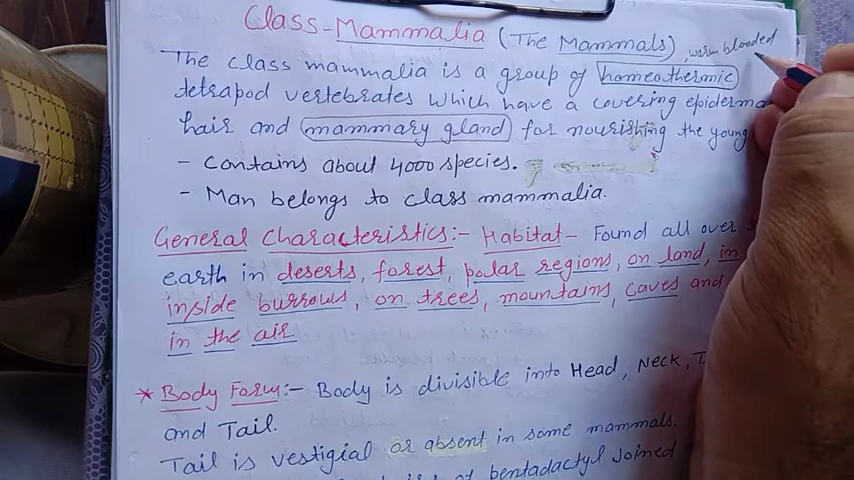 Class-Mammalia (The Mammals), warm blooded
The class mammalia is a group of homeothermic
tetrapod vertebrates which have a covering epiderma
hair and mammary gland for nourishing the young
- Contains about 4000 species.
- Man belongs to class mammalia.
General Characteristics:- Habitat- Found all over
earth in deserts, forest, polar regions, on land, in
inside burrows, on trees, mountains, caves and
in the air
* Body Form:- Body is divisible into Head, Neck, T
and Tail.
Tail is vestigial or absent in some mammals.
of pentadactyl joined